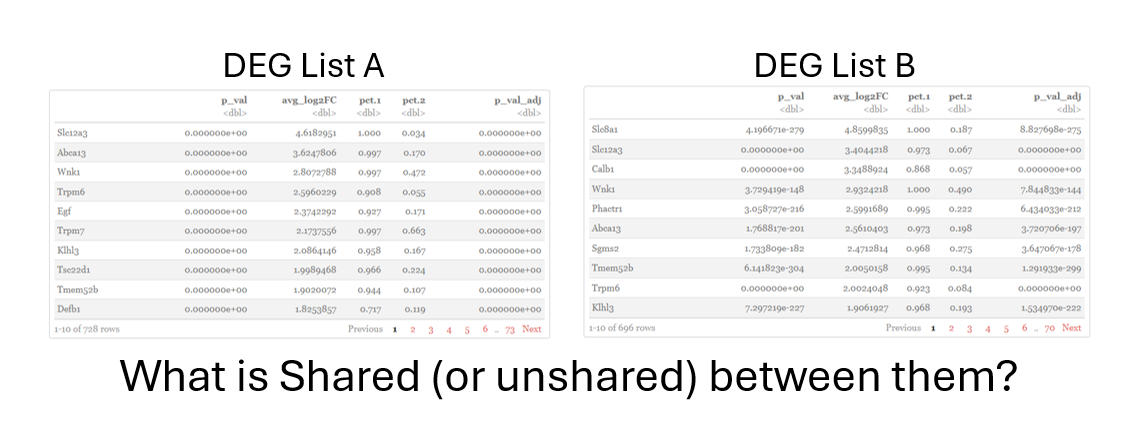 DEG List A
DEG List B
p_val avg_log2FC pct.1 pct.2 p_val_adj
<dbl> <dbl> <dbl> <dbl> <dbl>
Slc12a3 0.000000e+00 4.6182951 1.000 0.034 0.000000e+00
Abca13 0.000000e+00 3.6247806 0.997 0.170 0.000000e+00
Wnk1 0.000000e+00 2.8072788 0.997 0.472 0.000000e+00
Trpm6 0.000000e+00 2.5960229 0.908 0.055 0.000000e+00
Egf 0.000000e+00 2.3742292 0.927 0.171 0.000000e+00
Trpm7 0.000000e+00 2.1737556 0.997 0.663 0.000000e+00
Klhl3 0.000000e+00 2.0864146 0.958 0.167 0.000000e+00
Tsc22d1 0.000000e+00 1.9989468 0.966 0.224 0.000000e+00
Tmem52b 0.000000e+00 1.9020072 0.944 0.107 0.000000e+00
Defb1 0.000000e+00 1.8253857 0.717 0.119 0.000000e+00
1-10 of 728 rows Previous 1 2 3 4 5 6 .. 73 Next
p_val avg_log2FC pct.1 pct.2 p_val_adj
<dbl> <dbl> <dbl> <dbl> <dbl>
Slc8a1 4.196671e-279 4.8599835 1.000 0.187 8.827698e-275
Slc12a3 0.000000e+00 3.4044218 0.973 0.067 0.000000e+00
Calb1 0.000000e+00 3.3488924 0.868 0.057 0.000000e+00
Wnk1 3.729419e-148 2.9324218 1.000 0.490 7.844833e-144
Phactr1 3.058727e-216 2.5991689 0.995 0.222 6.434033e-212
Abca13 1.768817e-201 2.5610403 0.973 0.198 3.720706e-197
Sgms2 1.733809e-182 2.4712814 0.968 0.275 3.647067e-178
Tmem52b 6.141823e-304 2.0050158 0.995 0.134 1.291933e-299
Trpm6 0.000000e+00 2.0024048 0.923 0.084 0.000000e+00
Klhl3 7.297219e-227 1.9061927 0.968 0.193 1.534970e-222
1-10 of 696 rows Previous 1 2 3 4 5 6 .. 70 Next
What is Shared (or unshared) between them?